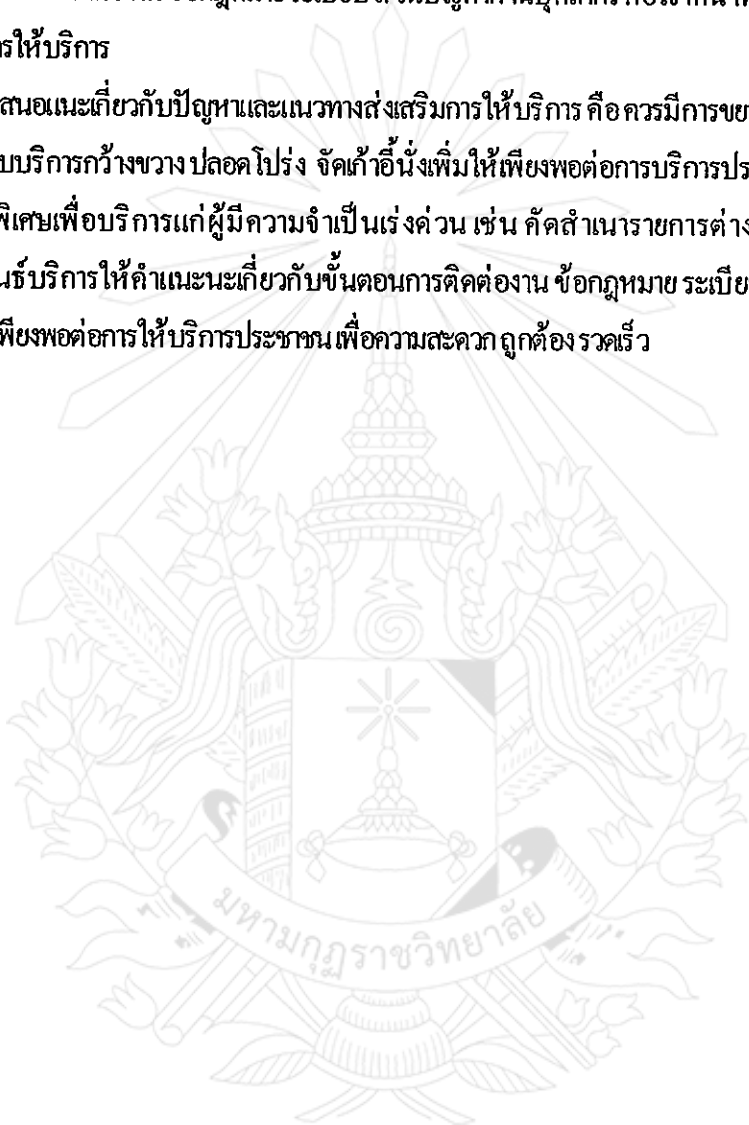 รให้บริการ
สนอแนะเกี่ยวกับปัญหาและแนวทางส่งเสริมการให้บริการ คือ ควรมีการขย
บบริการกว้างขวาง ปลอดโปร่ง จัดเก้าอี้นั่งเพิ่มให้เพียงพอต่อการบริการประ
พิเศษเพื่อบริการแก่ผู้มีความจำเป็นเร่งด่วน เช่น คัดสำเนารายการต่าง
นธ์บริการให้คำแนะนะเกี่ยวกับขั้นตอนการติดต่องาน ข้อกฎหมาย ระเบีย
พียงพอต่อการให้บริการประชาชน เพื่อความสะดวก ถูกต้อง รวดเร็ว
มหามกุฏราชวิทยาลัย